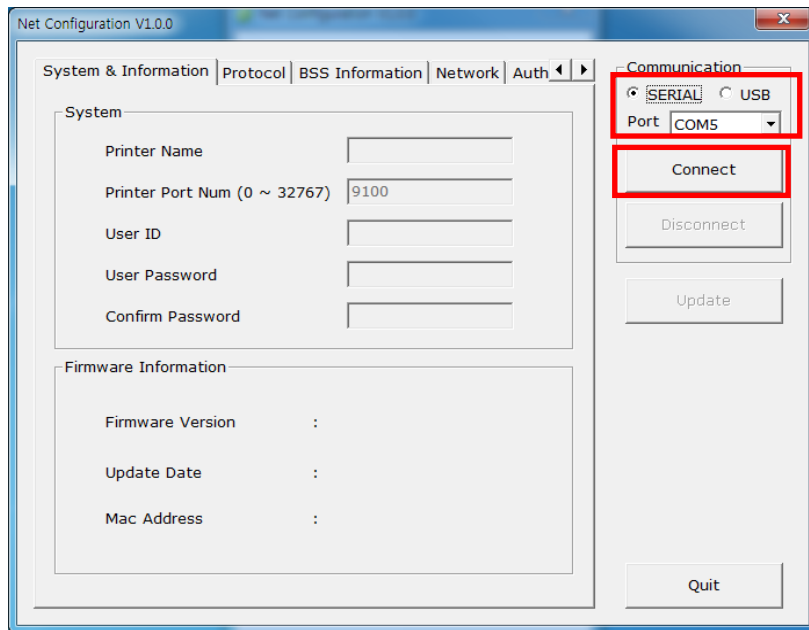 Net Configuration V1.0.0
System & Information
Protocol
BSS Information
Network
Auth
System
Printer Name
Printer Port Num (0 ~ 32767)
9100
User ID
User Password
Confirm Password
Firmware Information
Firmware Version :
Update Date :
Mac Address :
Communication
SERIAL
USB
Port
COM5
Connect
Disconnect
Update
Quit